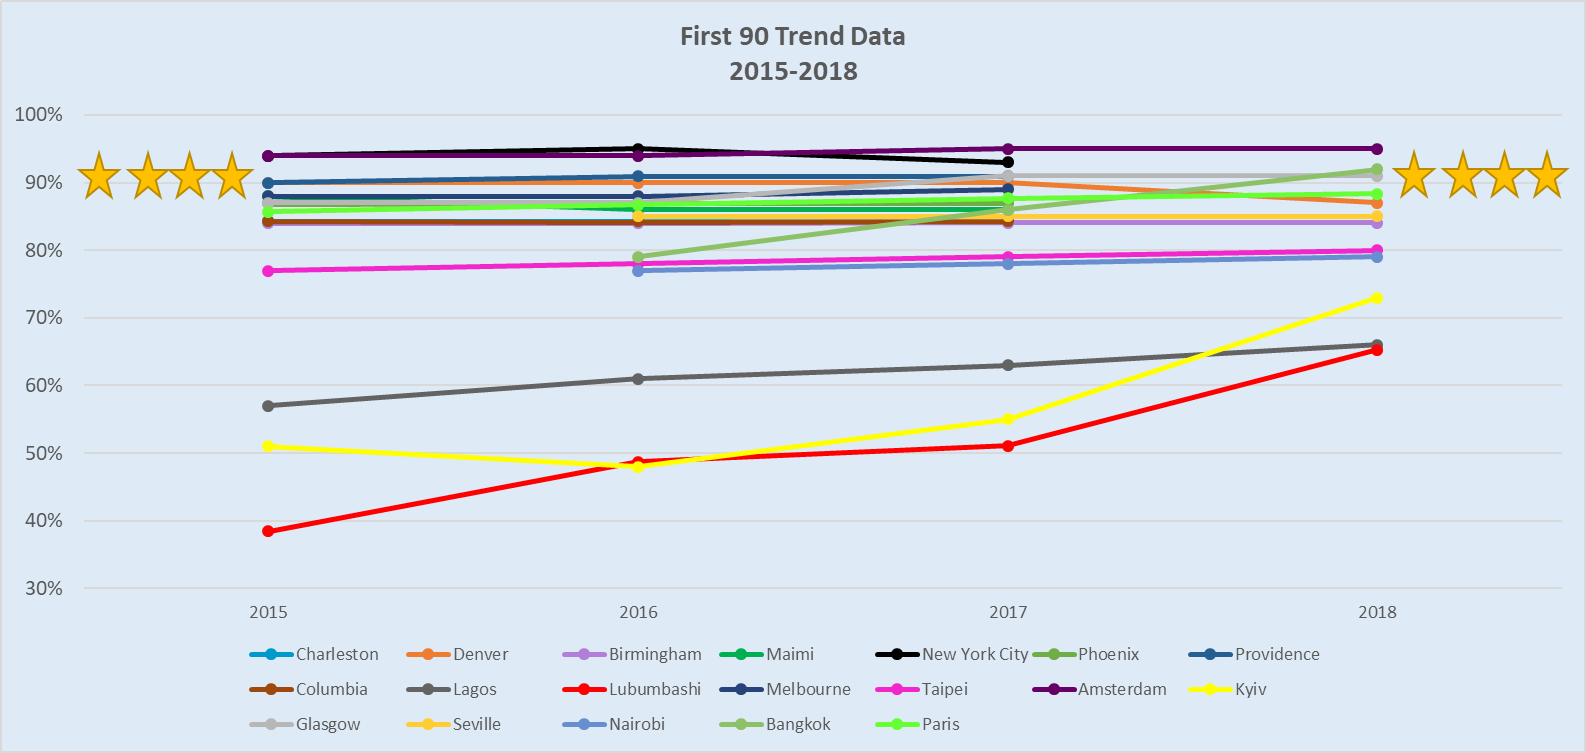 First 90 Trend Data
2015-2018
100%
90%
80%
70%
60%
50%
40%
30%
2015 2016 2017 2018
Charleston Denver Birmingham Maimi New York City Phoenix Providence
Columbia Lagos Lubumbashi Melbourne Taipei Amsterdam Kyiv
Glasgow Seville Nairobi Bangkok Paris